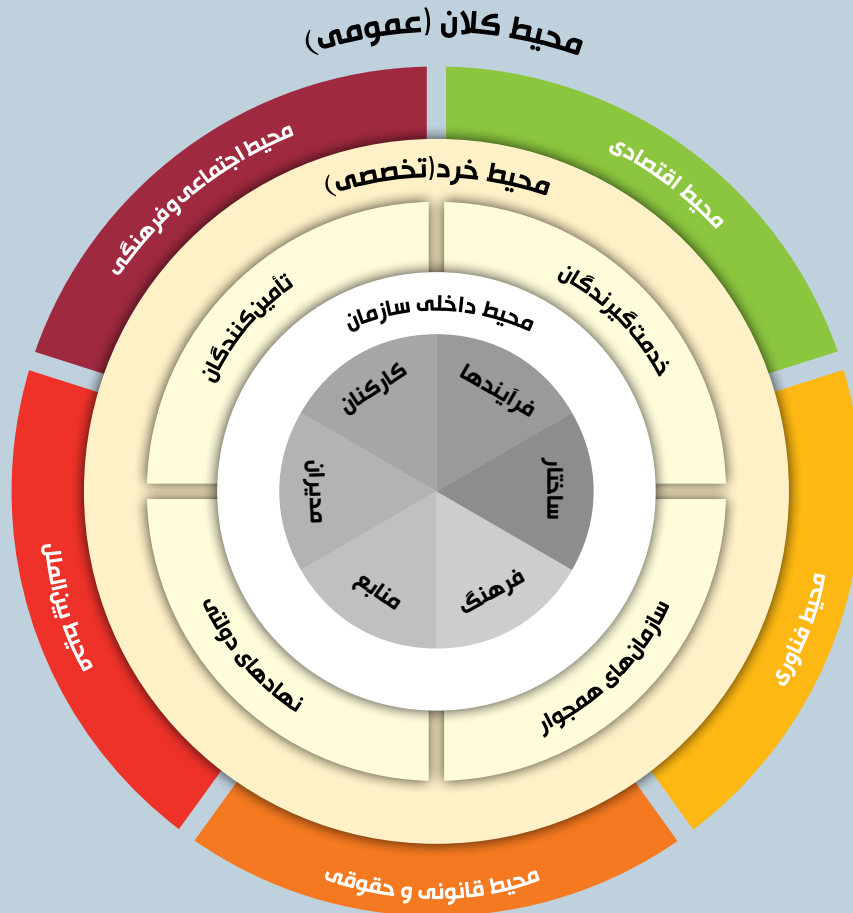 محیط کلان (عمومی)
محیط اقتصادی
محیط اجتماعی و فرهنگی
محیط خرد(تخصصی)
خدمت‌گیرندگان
تأمین‌کنندگان
محیط داخلی سازمان
فرآیندها
کارکنان
ساختار
مدیران
فرهنگ
منابع
سازمان‌های همجوار
نهادهای دولتی
محیط فناوری
محیط بین‌الملل
محیط قانونی و حقوقی